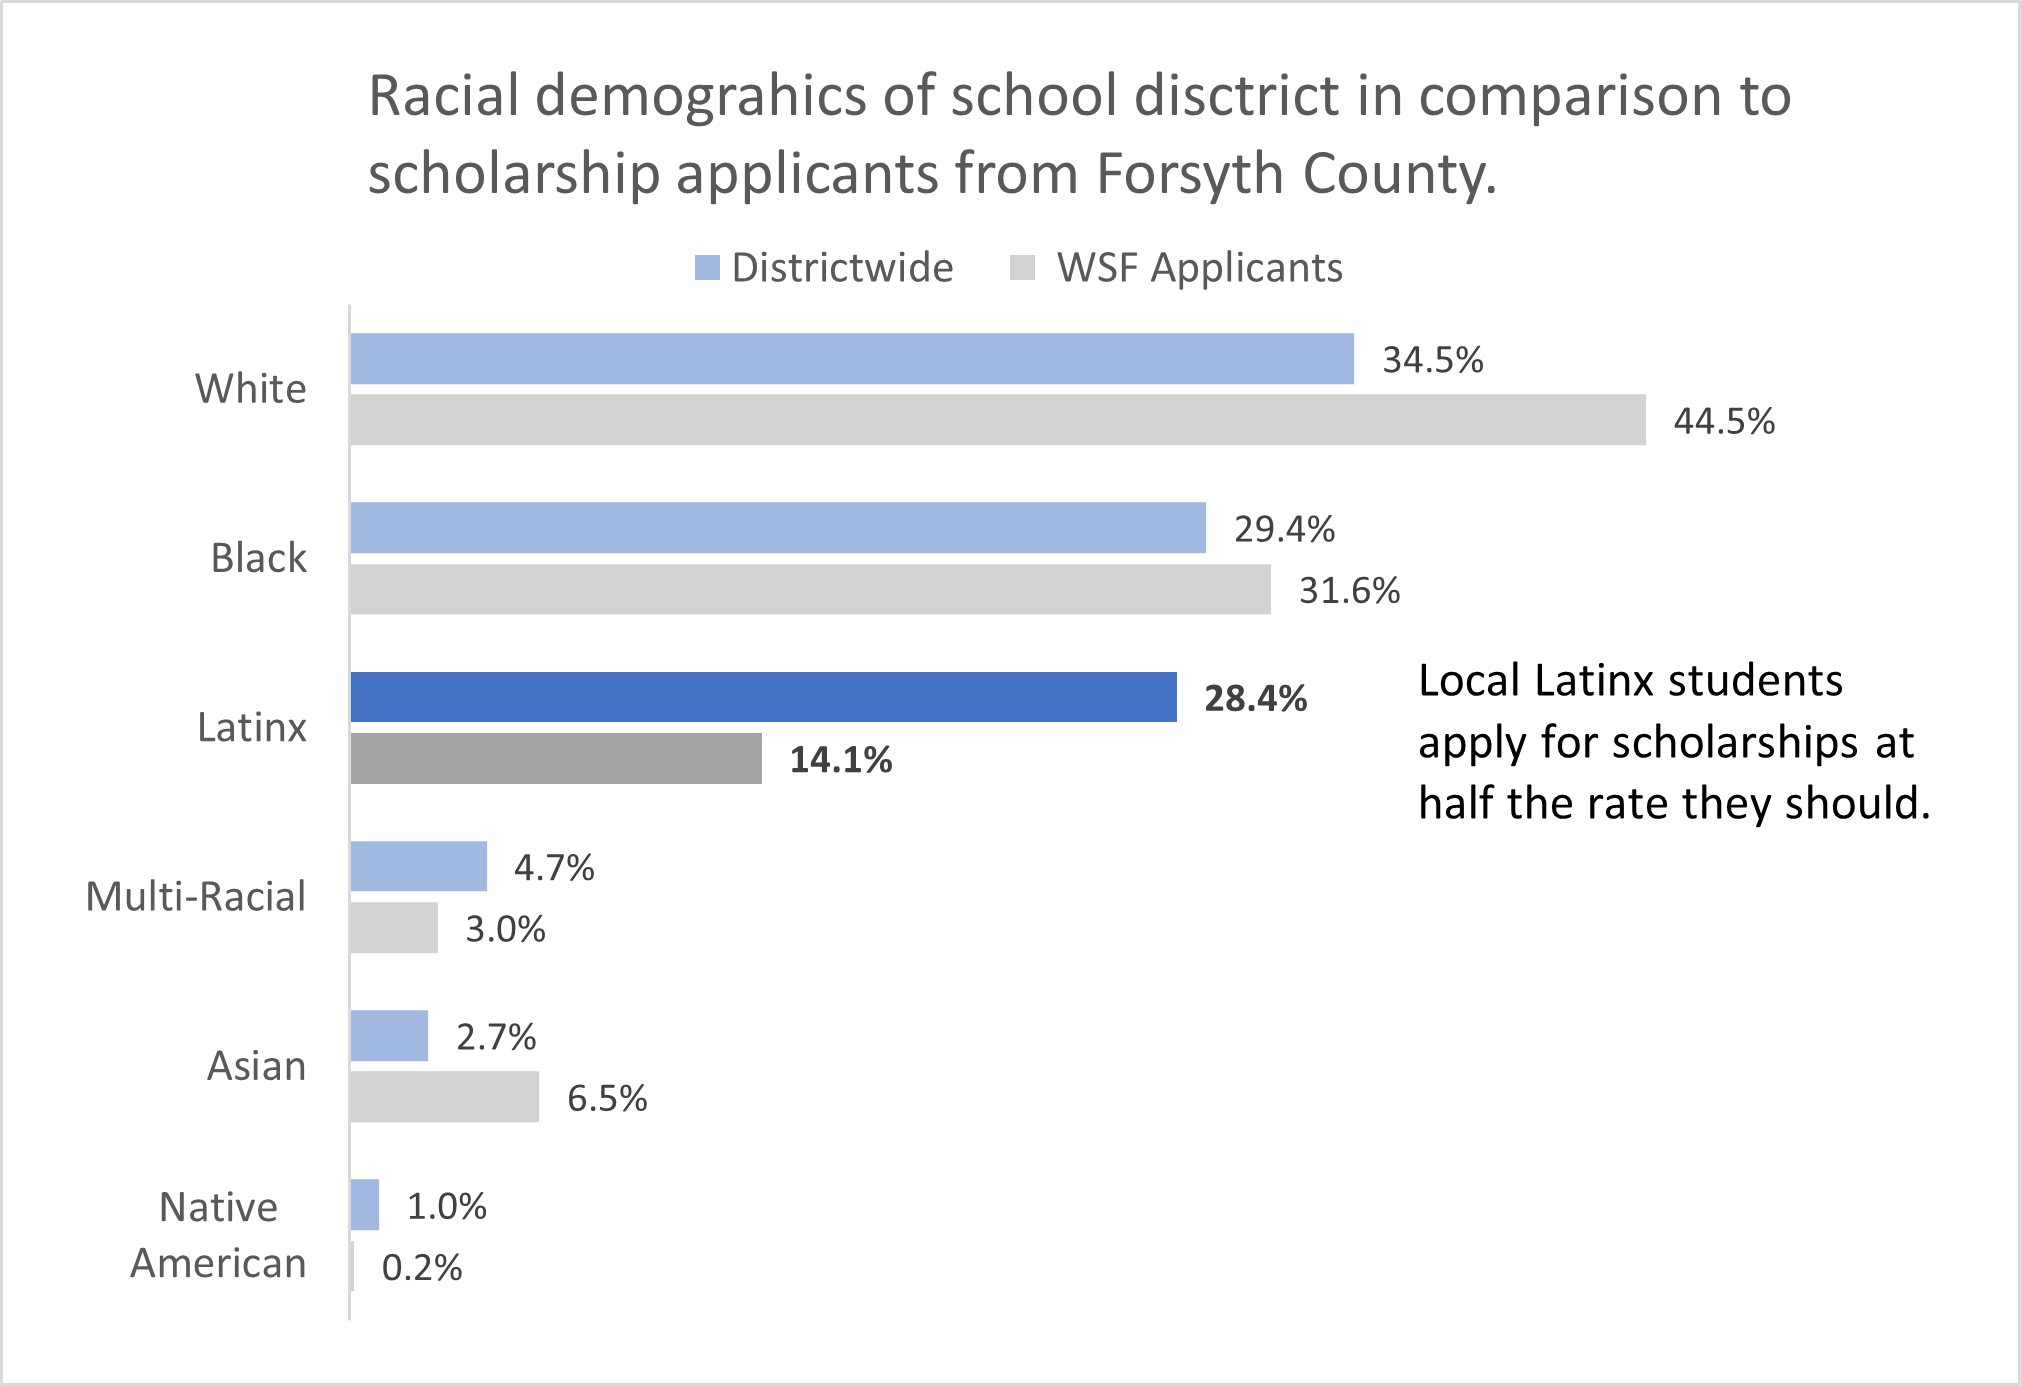 Racial demograhics of school disctrict in comparison to
scholarship applicants from Forsyth County.
Districtwide WSF Applicants
White
34.5%
44.5%
Black
29.4%
31.6%
Latinx
28.4%
14.1%
Local Latinx students
apply for scholarships at
half the rate they should.
Multi-Racial
4.7%
3.0%
Asian
2.7%
6.5%
Native
American
1.0%
0.2%